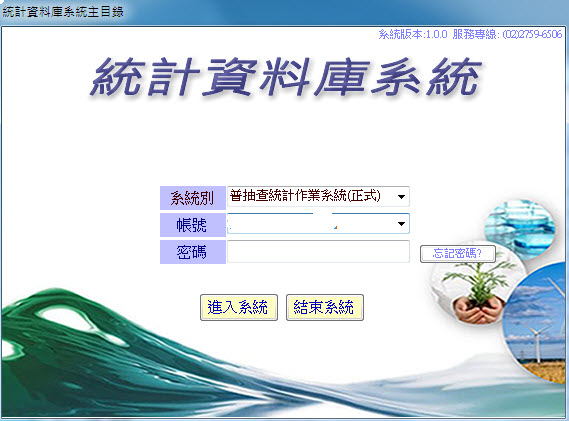 統計資料庫系統主目錄
系統版本:1.0.0 服務專線: (02)2759-6506
統計資料庫系統
系統別 普抽查統計作業系統(正式)
帳號
密碼 忘記密碼?
進入系統 結束系統